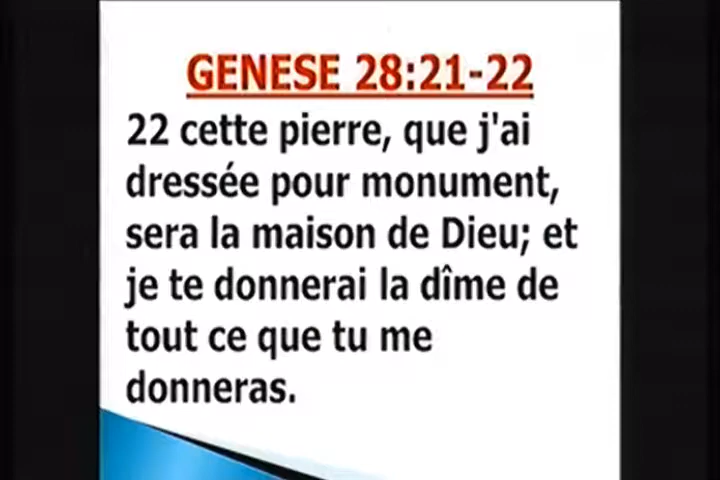 GENESE 28:21-22
22 cette pierre, que j'ai
dressée pour monument,
sera la maison de Dieu; et
je te donnerai la dîme de
tout ce que tu me
donneras.